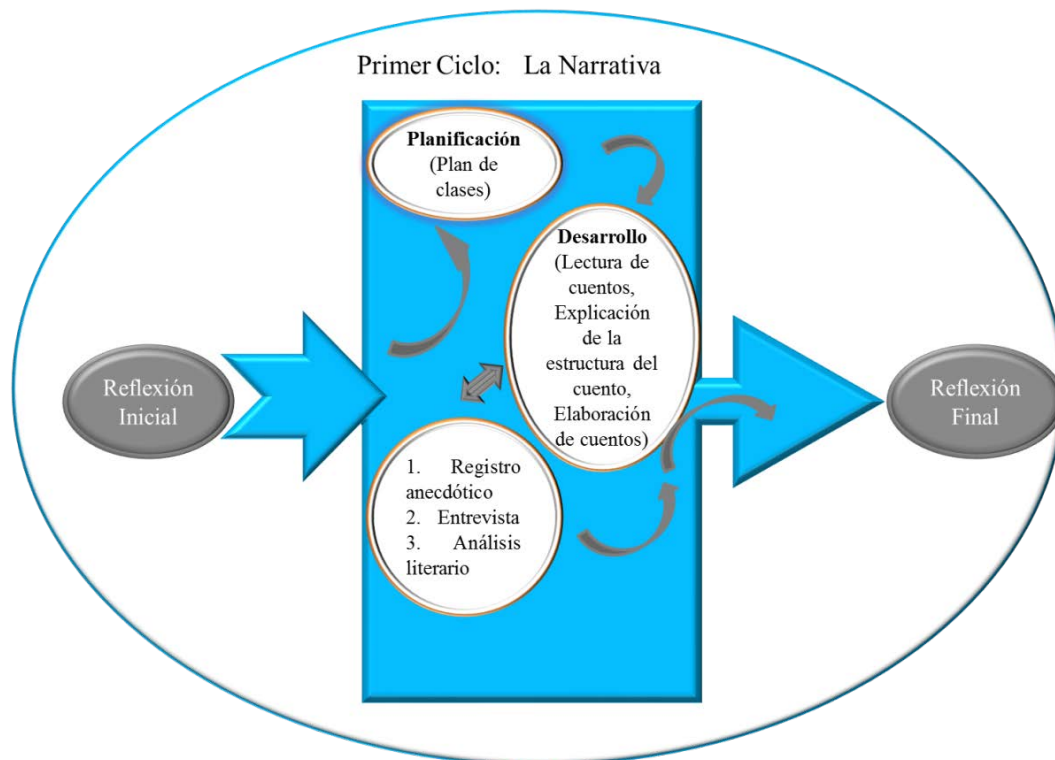 Primer Ciclo: La Narrativa
Planificación
(Plan de
clases)
Desarrollo
(Lectura de
cuentos,
Explicación
de la
estructura del
cuento,
Elaboración
de cuentos)
Reflexión
Inicial
Reflexión
Final
1. Registro
anecdótico
2. Entrevista
3. Análisis
literario